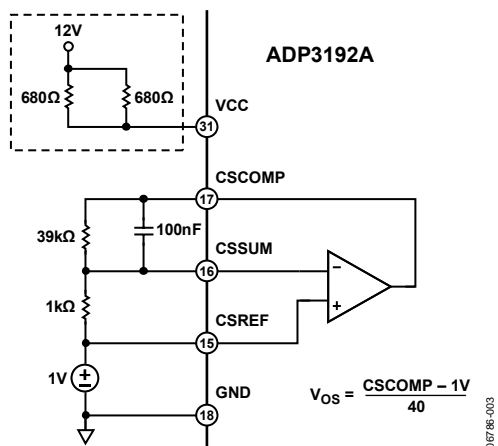 12V
ADP3192A
680Ω
680Ω
VCC
31
CSCOMP
17
39kΩ
100nF
CSSUM
16
−
1kΩ
+
CSREF
15
1V
+
−
GND
18
V_OS = CSCOMP – 1V
40
06786-003